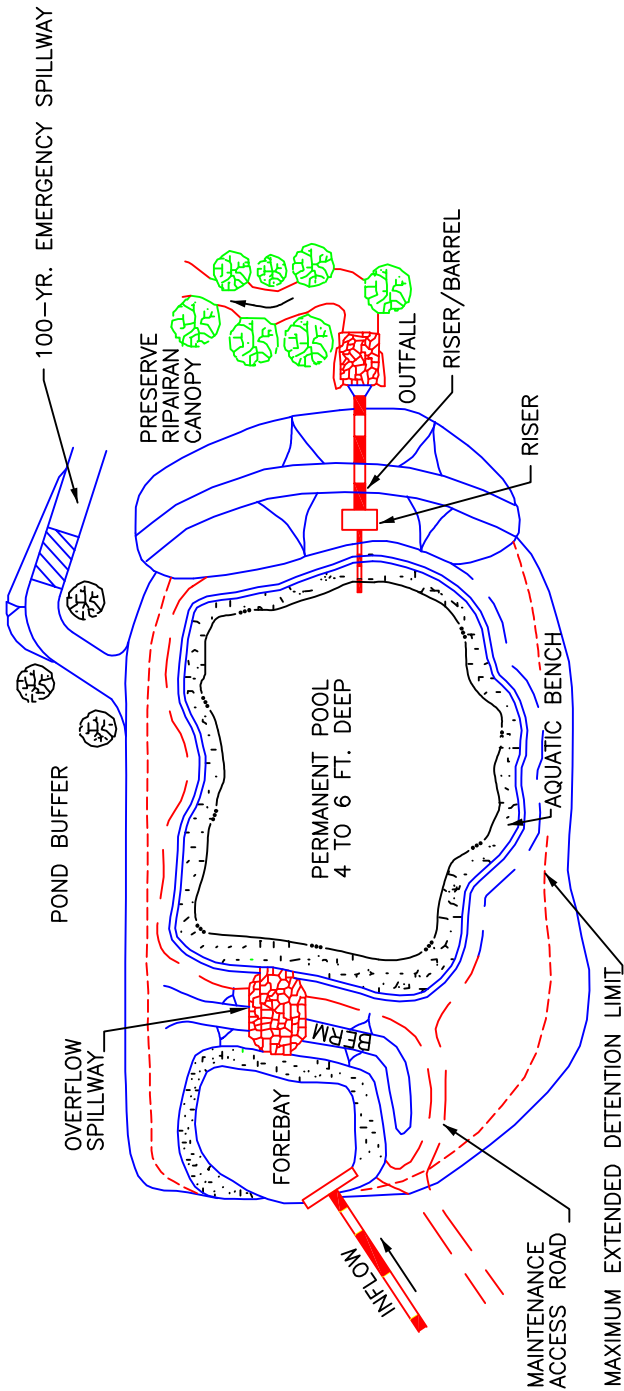 100-YR. EMERGENCY SPILLWAY
PRESERVE
RIPAIRAN
CANOPY
OUTFALL
RISER/BARREL
RISER
POND BUFFER
PERMANENT POOL
4 TO 6 FT. DEEP
AQUATIC BENCH
OVERFLOW
SPILLWAY
BERM
FOREBAY
INFLOW
MAINTENANCE
ACCESS ROAD
MAXIMUM EXTENDED DETENTION LIMIT